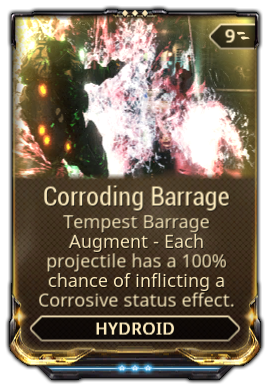 9
Corroding Barrage
Tempest Barrage
Augment - Each
projectile has a 100%
chance of inflicting a
Corrosive status effect.
HYDROID